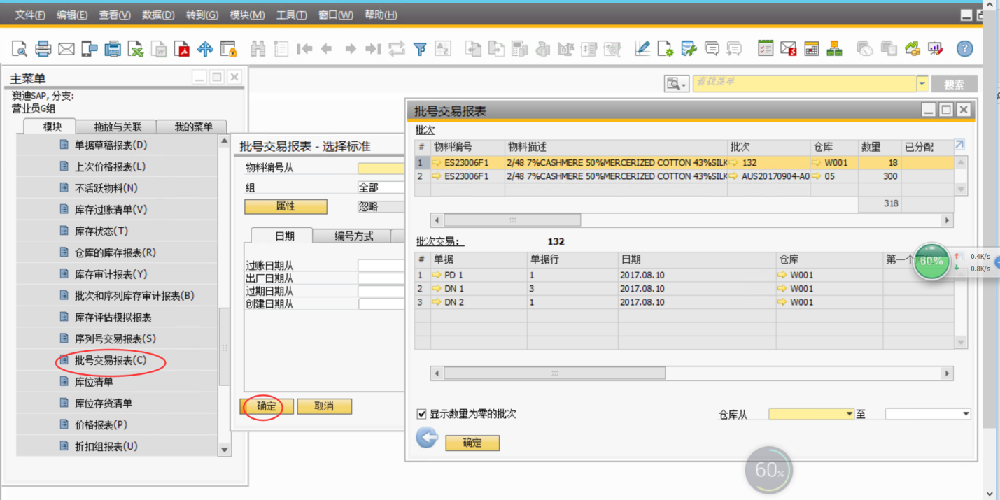 文件(F) 编辑(E) 查看(V) 数据(D) 转到(G) 模块(M) 工具(T) 窗口(W) 帮助(H)
主菜单
澳迪SAP, 分支:
营业员G组
模块 拖放与关联 我的菜单
单据草稿报表(D)
上次价格报表(L)
不活跃物料(N)
库存过账清单(V)
库存状态(T)
仓库的库存报表(R)
库存审计报表(Y)
批次和序列库存审计报表(B)
库存评估模拟报表
序列号交易报表(S)
批号交易报表(C)
库位清单
库位存货清单
价格报表(P)
折扣组报表(U)
查找菜单 搜索
批号交易报表 - 选择标准
物料编号从
组 全部
属性 忽略
日期 编号方式
过账日期从
出厂日期从
过期日期从
创建日期从
确定 取消
批号交易报表
批次
# 物料编号 物料描述 批次 仓库 数量 已分配
1 ES23006F1 2/48 7%CASHMERE 50%MERCERIZED COTTON 43%SILK 132 W001 18
2 ES23006F1 2/48 7%CASHMERE 50%MERCERIZED COTTON 43%SILK AUS20170904-A0 05 300
318
批次交易: 132
# 单据 单据行 日期 仓库 第一个
1 PD 1 1 2017.08.10 W001
2 DN 1 3 2017.08.10 W001
3 DN 2 1 2017.08.10 W001
60%
0.4K/s
0.8K/s
显示数量为零的批次 仓库从 至
确定
60%